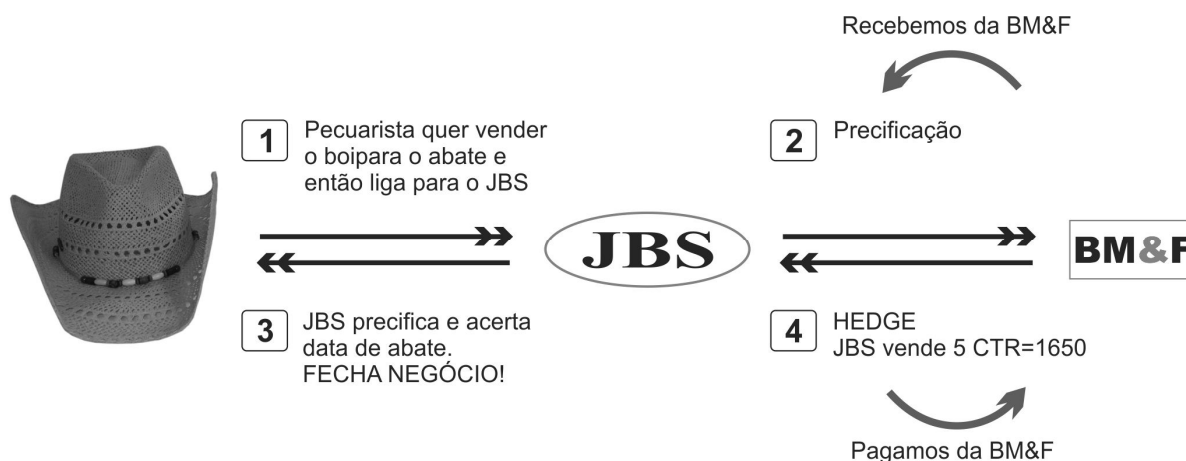 Recebemos da BM&F
1
Pecuarista quer vender
o boipara o abate e
então liga para o JBS
2
Precificação
JBS
BM&F
3
JBS precifica e acerta
data de abate.
FECHA NEGÓCIO!
4
HEDGE
JBS vende 5 CTR=1650
Pagamos da BM&F